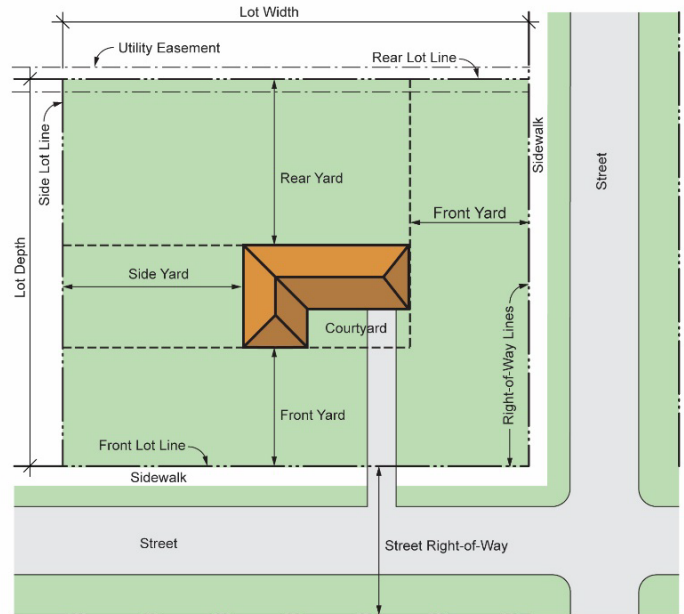 Lot Width
Utility Easement
Rear Lot Line
Side Lot Line
Sidewalk
Street
Rear Yard
Front Yard
Lot Depth
Side Yard
Courtyard
Right-of-Way Lines
Front Yard
Front Lot Line
Sidewalk
Street
Street Right-of-Way